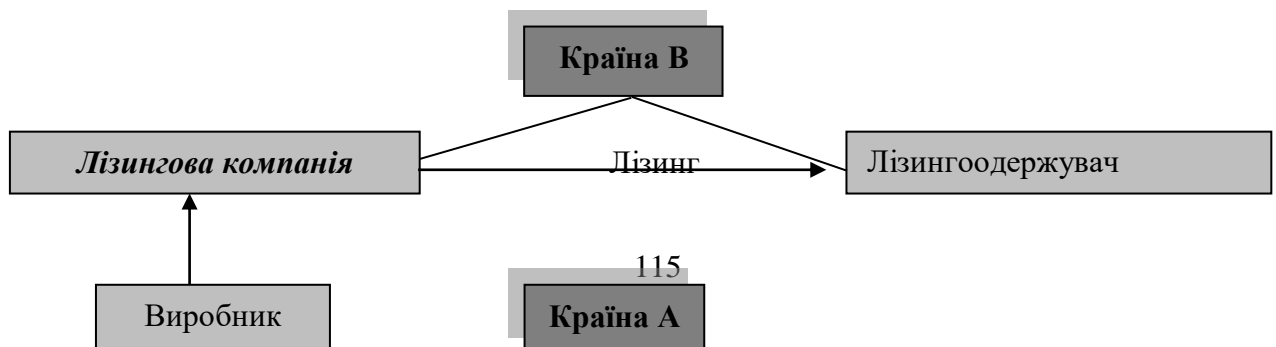 Країна В
Лізингова компанія
Лізинг
Лізингоодержувач
115
Виробник
Країна А